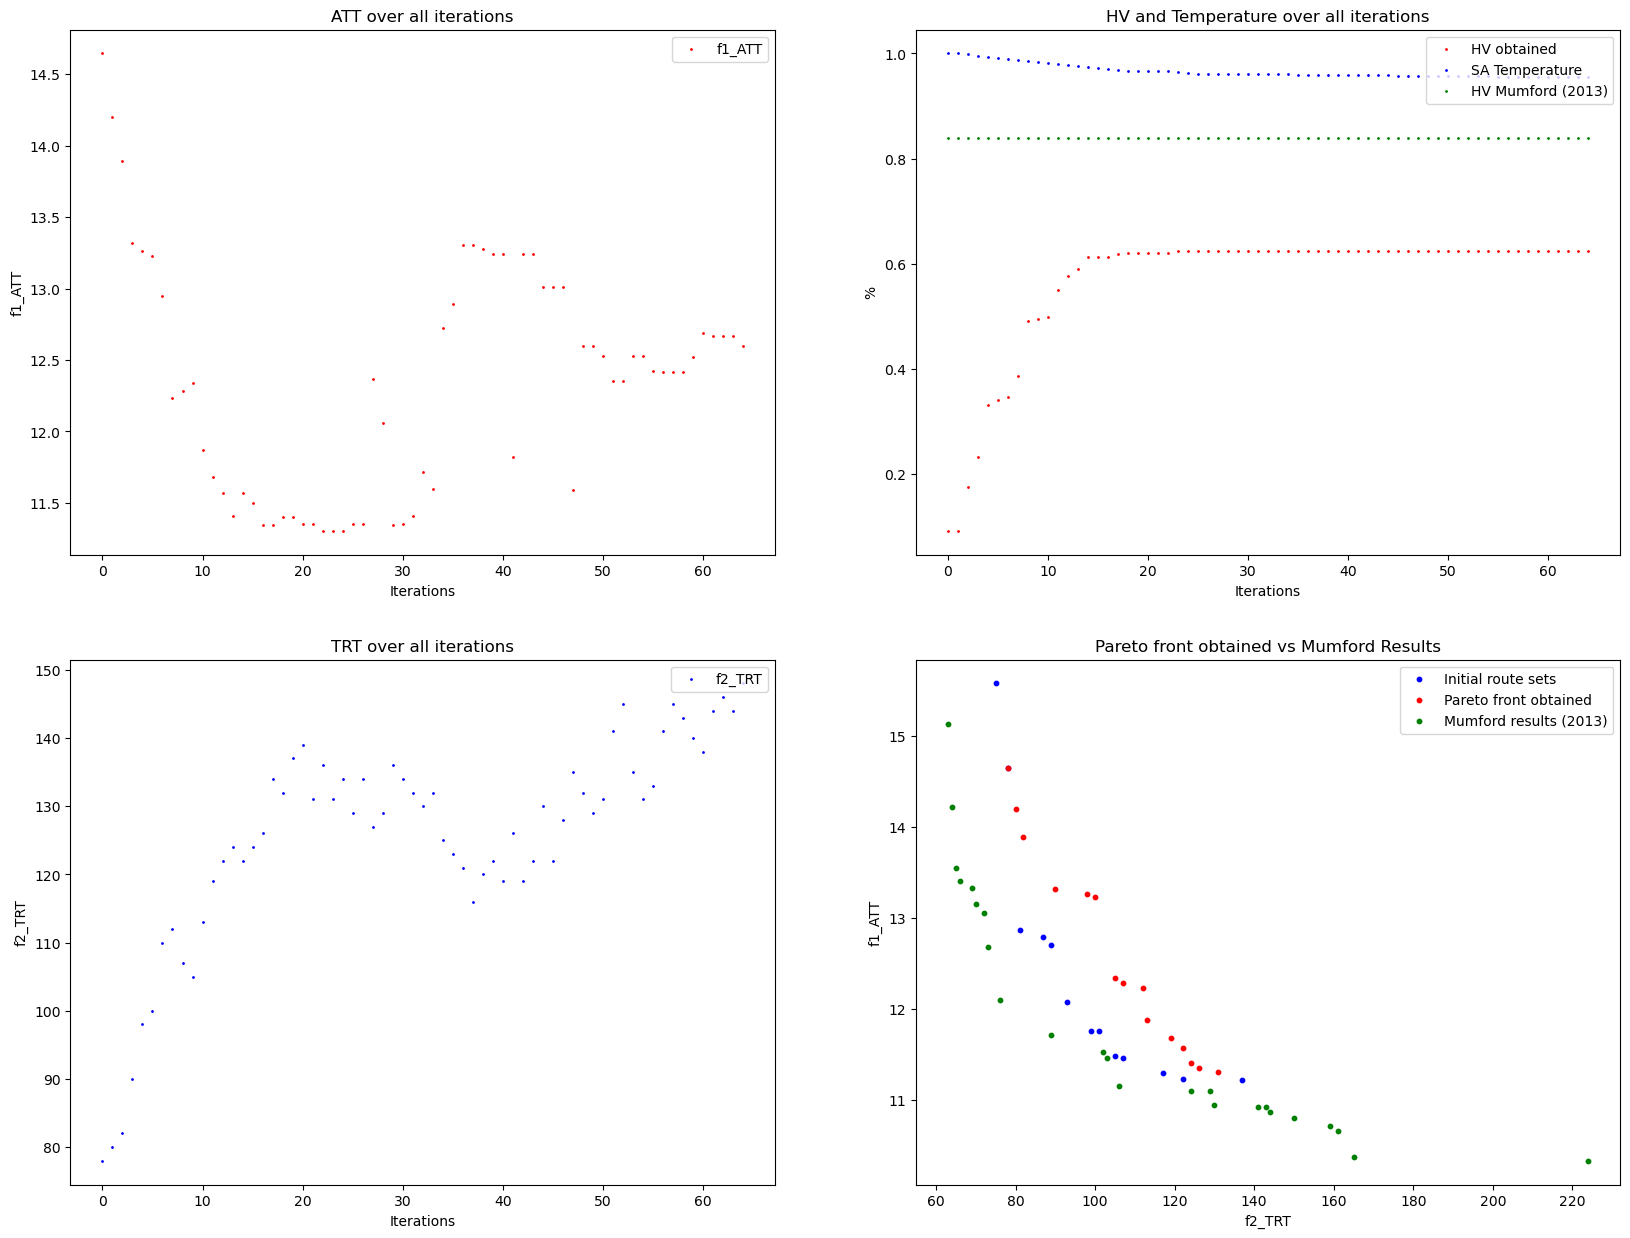 ATT over all iterations
f1_ATT
14.5
14.0
13.5
13.0
12.5
12.0
11.5
f1_ATT
0 10 20 30 40 50 60
Iterations
HV and Temperature over all iterations
HV obtained
SA Temperature
HV Mumford (2013)
1.0
0.8
0.6
0.4
0.2
%
0 10 20 30 40 50 60
Iterations
TRT over all iterations
f2_TRT
150
140
130
120
110
100
90
80
f2_TRT
0 10 20 30 40 50 60
Iterations
Pareto front obtained vs Mumford Results
Initial route sets
Pareto front obtained
Mumford results (2013)
15
14
13
12
11
f1_ATT
60 80 100 120 140 160 180 200 220
f2_TRT